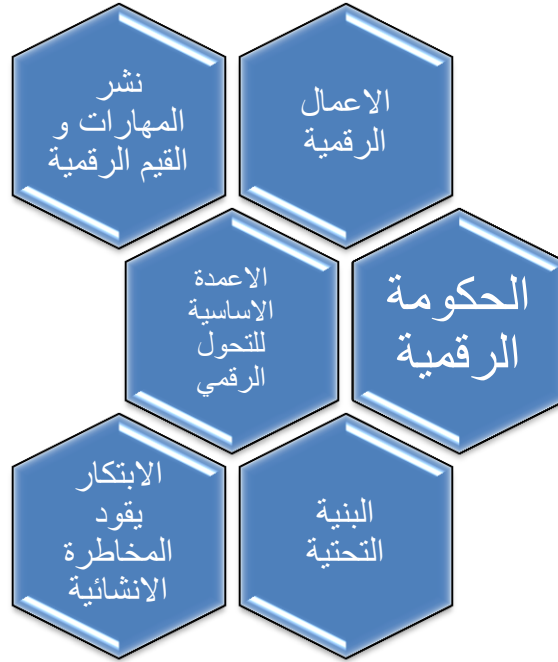 الاعمال
الرقمية
نشر
المهارات و
القيم الرقمية
الحكومة
الرقمية
الاعمدة
الاساسية
للتحول
الرقمي
البنية
التحتية
الابتكار
يقود
المخاطرة
الانشائية